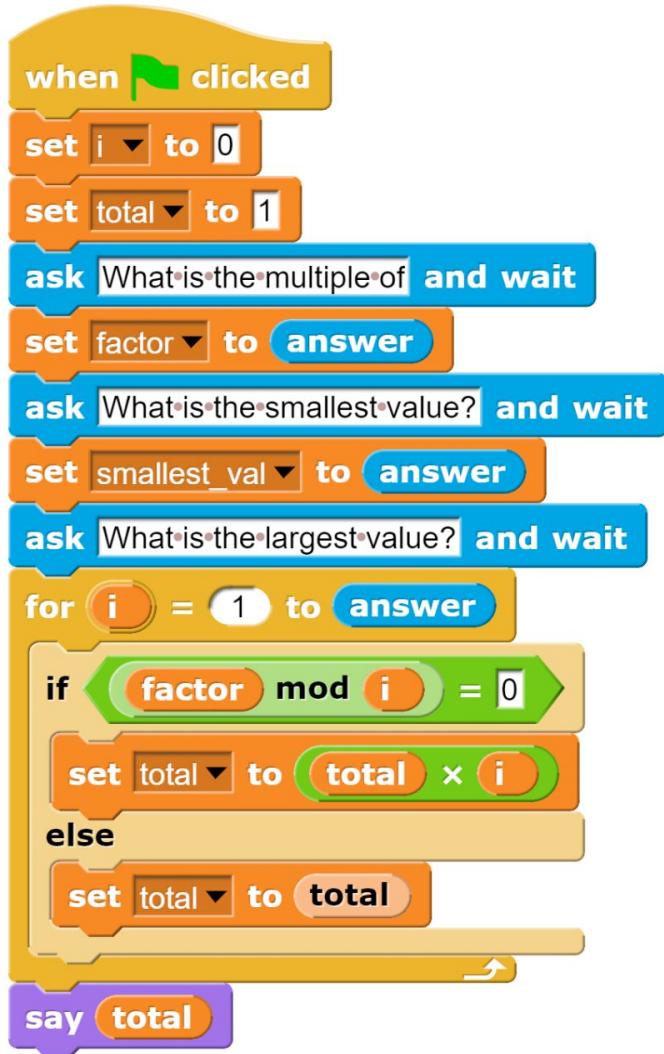 when clicked
set i to 0
set total to 1
ask What is the multiple of and wait
set factor to answer
ask What is the smallest value? and wait
set smallest_val to answer
ask What is the largest value? and wait
for i = 1 to answer
if factor mod i = 0
set total to total × i
else
set total to total
say total